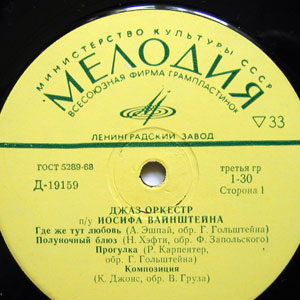 МИНИСТЕРСТВО КУЛЬТУРЫ СССР
МЕЛОДИЯ
ВСЕСОЮЗНАЯ ФИРМА ГРАМПЛАСТИНОК
▽33
ЛЕНИНГРАДСКИЙ ЗАВОД
ГОСТ 5289-68
третья гр
Д-19159
1-30
Сторона 1
ДЖАЗ-ОРКЕСТР
п/у ИОСИФА ВАЙНШТЕЙНА
Где же тут любовь (А. Эшпай, обр. Г. Гольштейна)
Полуночный блюз (Н. Хэфти, обр. Ф. Запольского)
Прогулка (Р. Карпентер,
обр. Г. Гольштейна)
Композиция
(К. Джонс, обр. В. Груза)